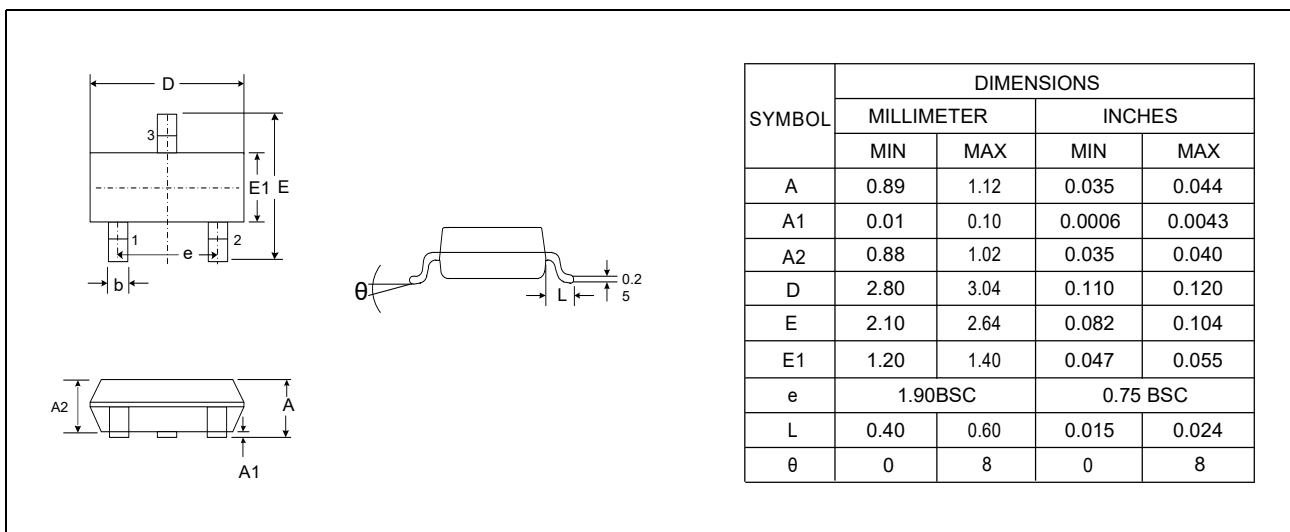 D
3
E1
E
1
2
e
b
θ
L
0.2
5
A2
A
A1
DIMENSIONS
SYMBOL MILLIMETER INCHES
MIN MAX MIN MAX
A 0.89 1.12 0.035 0.044
A1 0.01 0.10 0.0006 0.0043
A2 0.88 1.02 0.035 0.040
D 2.80 3.04 0.110 0.120
E 2.10 2.64 0.082 0.104
E1 1.20 1.40 0.047 0.055
e 1.90BSC 0.75 BSC
L 0.40 0.60 0.015 0.024
θ 0 8 0 8